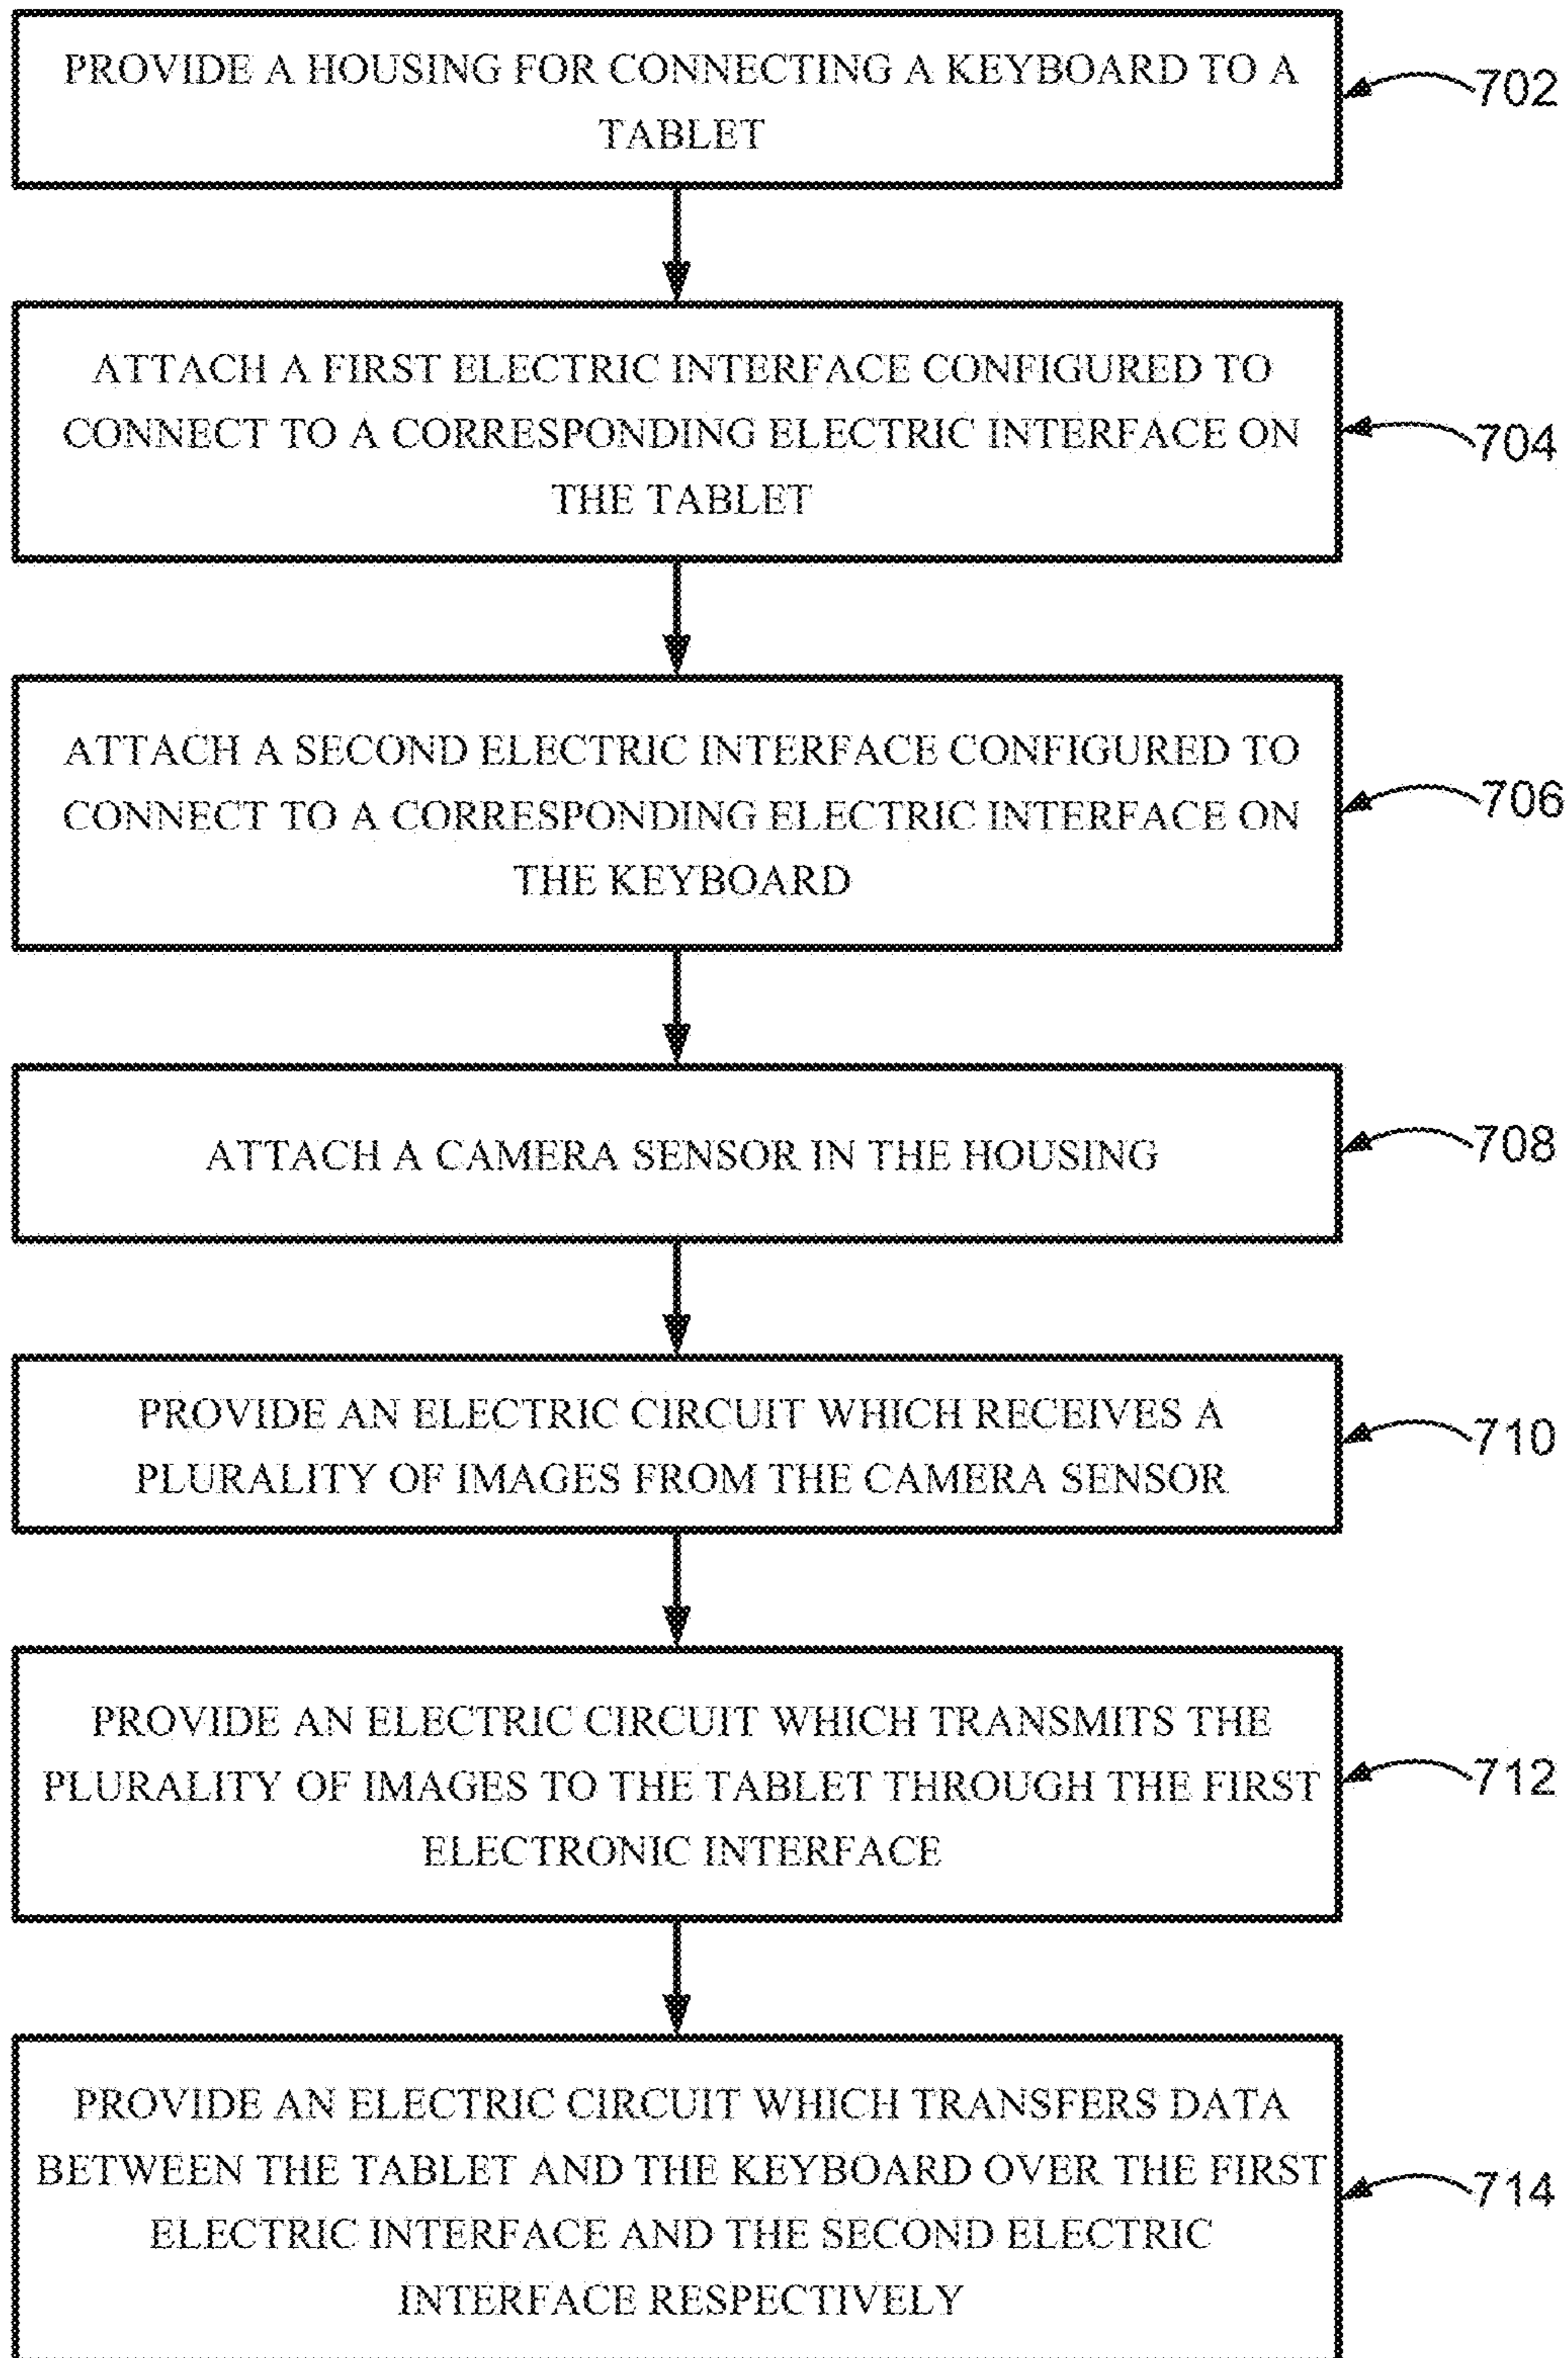 PROVIDE A HOUSING FOR CONNECTING A KEYBOARD TO A
TABLET
702
ATTACH A FIRST ELECTRIC INTERFACE CONFIGURED TO
CONNECT TO A CORRESPONDING ELECTRIC INTERFACE ON
THE TABLET
704
ATTACH A SECOND ELECTRIC INTERFACE CONFIGURED TO
CONNECT TO A CORRESPONDING ELECTRIC INTERFACE ON
THE KEYBOARD
706
ATTACH A CAMERA SENSOR IN THE HOUSING
708
PROVIDE AN ELECTRIC CIRCUIT WHICH RECEIVES A
PLURALITY OF IMAGES FROM THE CAMERA SENSOR
710
PROVIDE AN ELECTRIC CIRCUIT WHICH TRANSMITS THE
PLURALITY OF IMAGES TO THE TABLET THROUGH THE FIRST
ELECTRONIC INTERFACE
712
PROVIDE AN ELECTRIC CIRCUIT WHICH TRANSFERS DATA
BETWEEN THE TABLET AND THE KEYBOARD OVER THE FIRST
ELECTRIC INTERFACE AND THE SECOND ELECTRIC
INTERFACE RESPECTIVELY
714